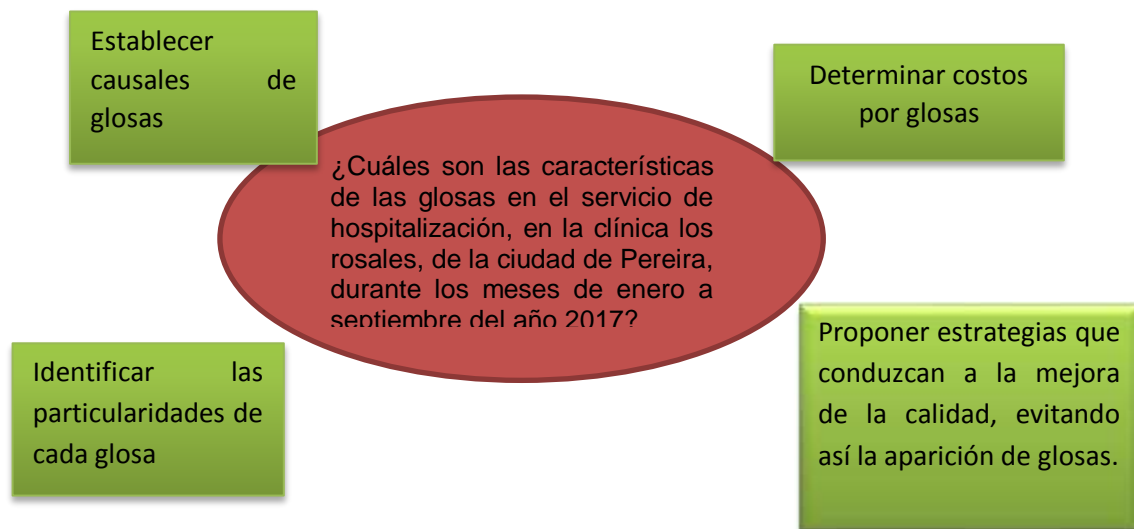 Establecer
causales de
glosas
Determinar costos
por glosas
¿Cuáles son las características
de las glosas en el servicio de
hospitalización, en la clínica los
rosales, de la ciudad de Pereira,
durante los meses de enero a
septiembre del año 2017?
Identificar las
particularidades de
cada glosa
Proponer estrategias que
conduzcan a la mejora
de la calidad, evitando
así la aparición de glosas.